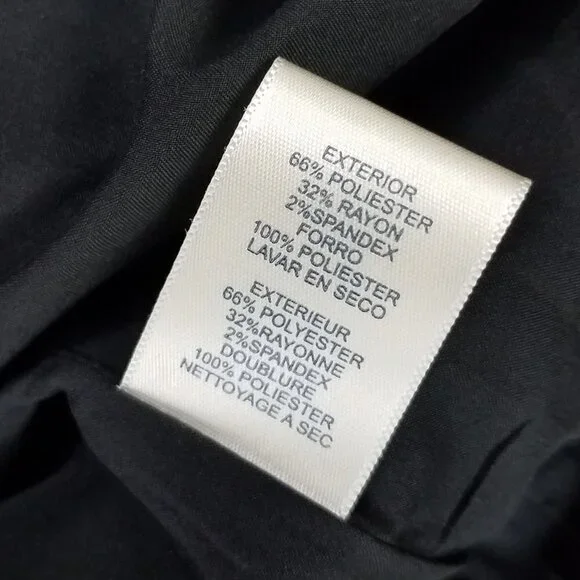 EXTERIOR
66% POLIESTER
32% RAYON
2%SPANDEX
FORRO
100% POLIESTER
LAVAR EN SECO
EXTERIEUR
66% POLYESTER
32%RAYONNE
2%SPANDEX
DOUBLURE
100% POLIESTER
NETTOYAGE A SEC